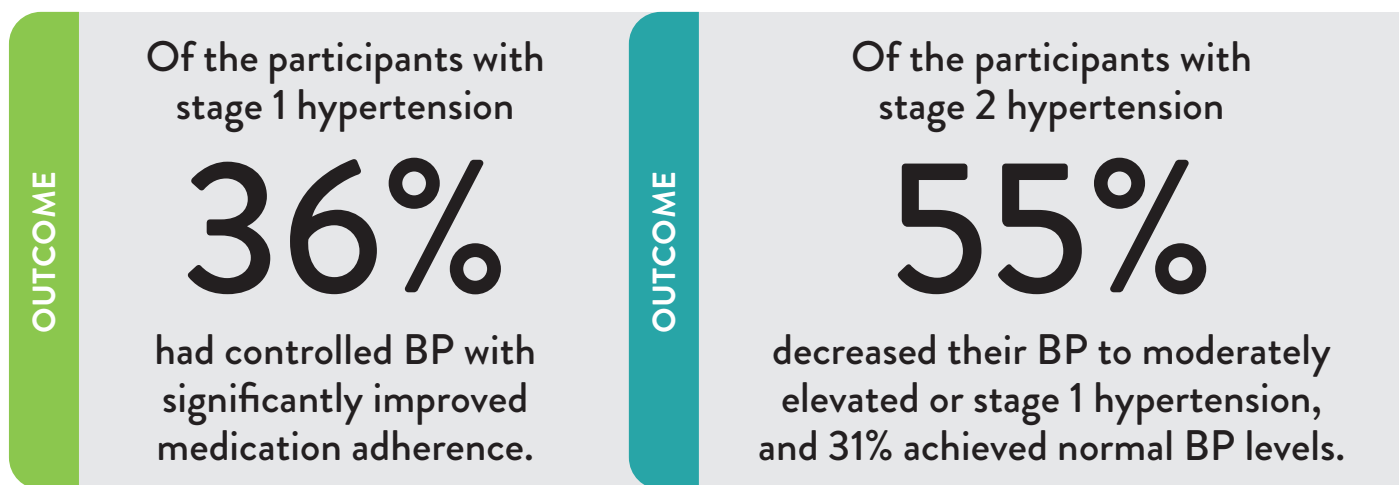 OUTCOME
Of the participants with
stage 1 hypertension
36%
had controlled BP with
significantly improved
medication adherence.
OUTCOME
Of the participants with
stage 2 hypertension
55%
decreased their BP to moderately
elevated or stage 1 hypertension,
and 31% achieved normal BP levels.